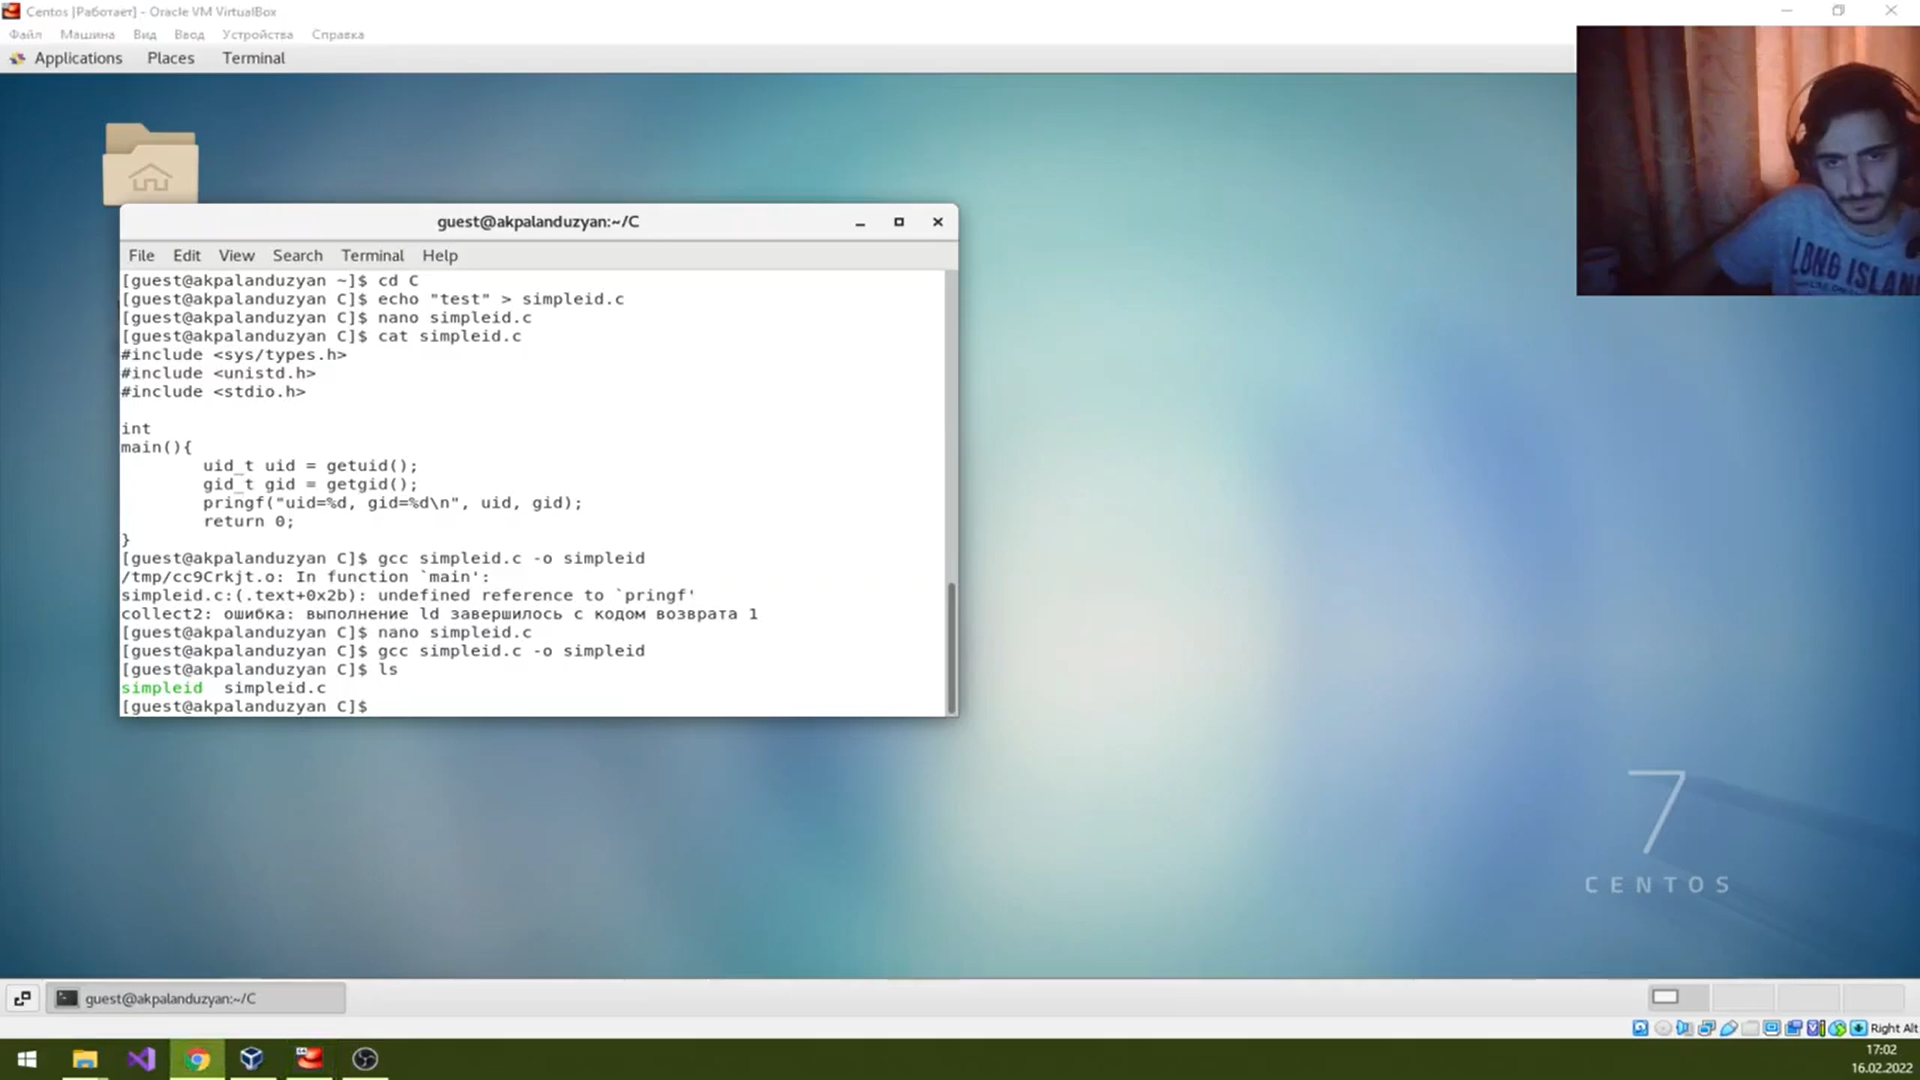 Centos [Работает] - Oracle VM VirtualBox
Файл Машина Вид Ввод Устройства Справка
Applications Places Terminal
guest@akpalanduzyan:~/C
File Edit View Search Terminal Help
[guest@akpalanduzyan ~]$ cd C
[guest@akpalanduzyan C]$ echo "test" > simpleid.c
[guest@akpalanduzyan C]$ nano simpleid.c
[guest@akpalanduzyan C]$ cat simpleid.c
#include <sys/types.h>
#include <unistd.h>
#include <stdio.h>
int
main(){
uid_t uid = getuid();
gid_t gid = getgid();
pringf("uid=%d, gid=%d\n", uid, gid);
return 0;
}
[guest@akpalanduzyan C]$ gcc simpleid.c -o simpleid
/tmp/cc9Crkjt.o: In function `main':
simpleid.c:(.text+0x2b): undefined reference to `pringf'
collect2: ошибка: выполнение ld завершилось с кодом возврата 1
[guest@akpalanduzyan C]$ nano simpleid.c
[guest@akpalanduzyan C]$ gcc simpleid.c -o simpleid
[guest@akpalanduzyan C]$ ls
simpleid simpleid.c
[guest@akpalanduzyan C]$
LONG ISLAND
7
CENTOS
guest@akpalanduzyan:~/C
Right Alt
17:02
16.02.2022